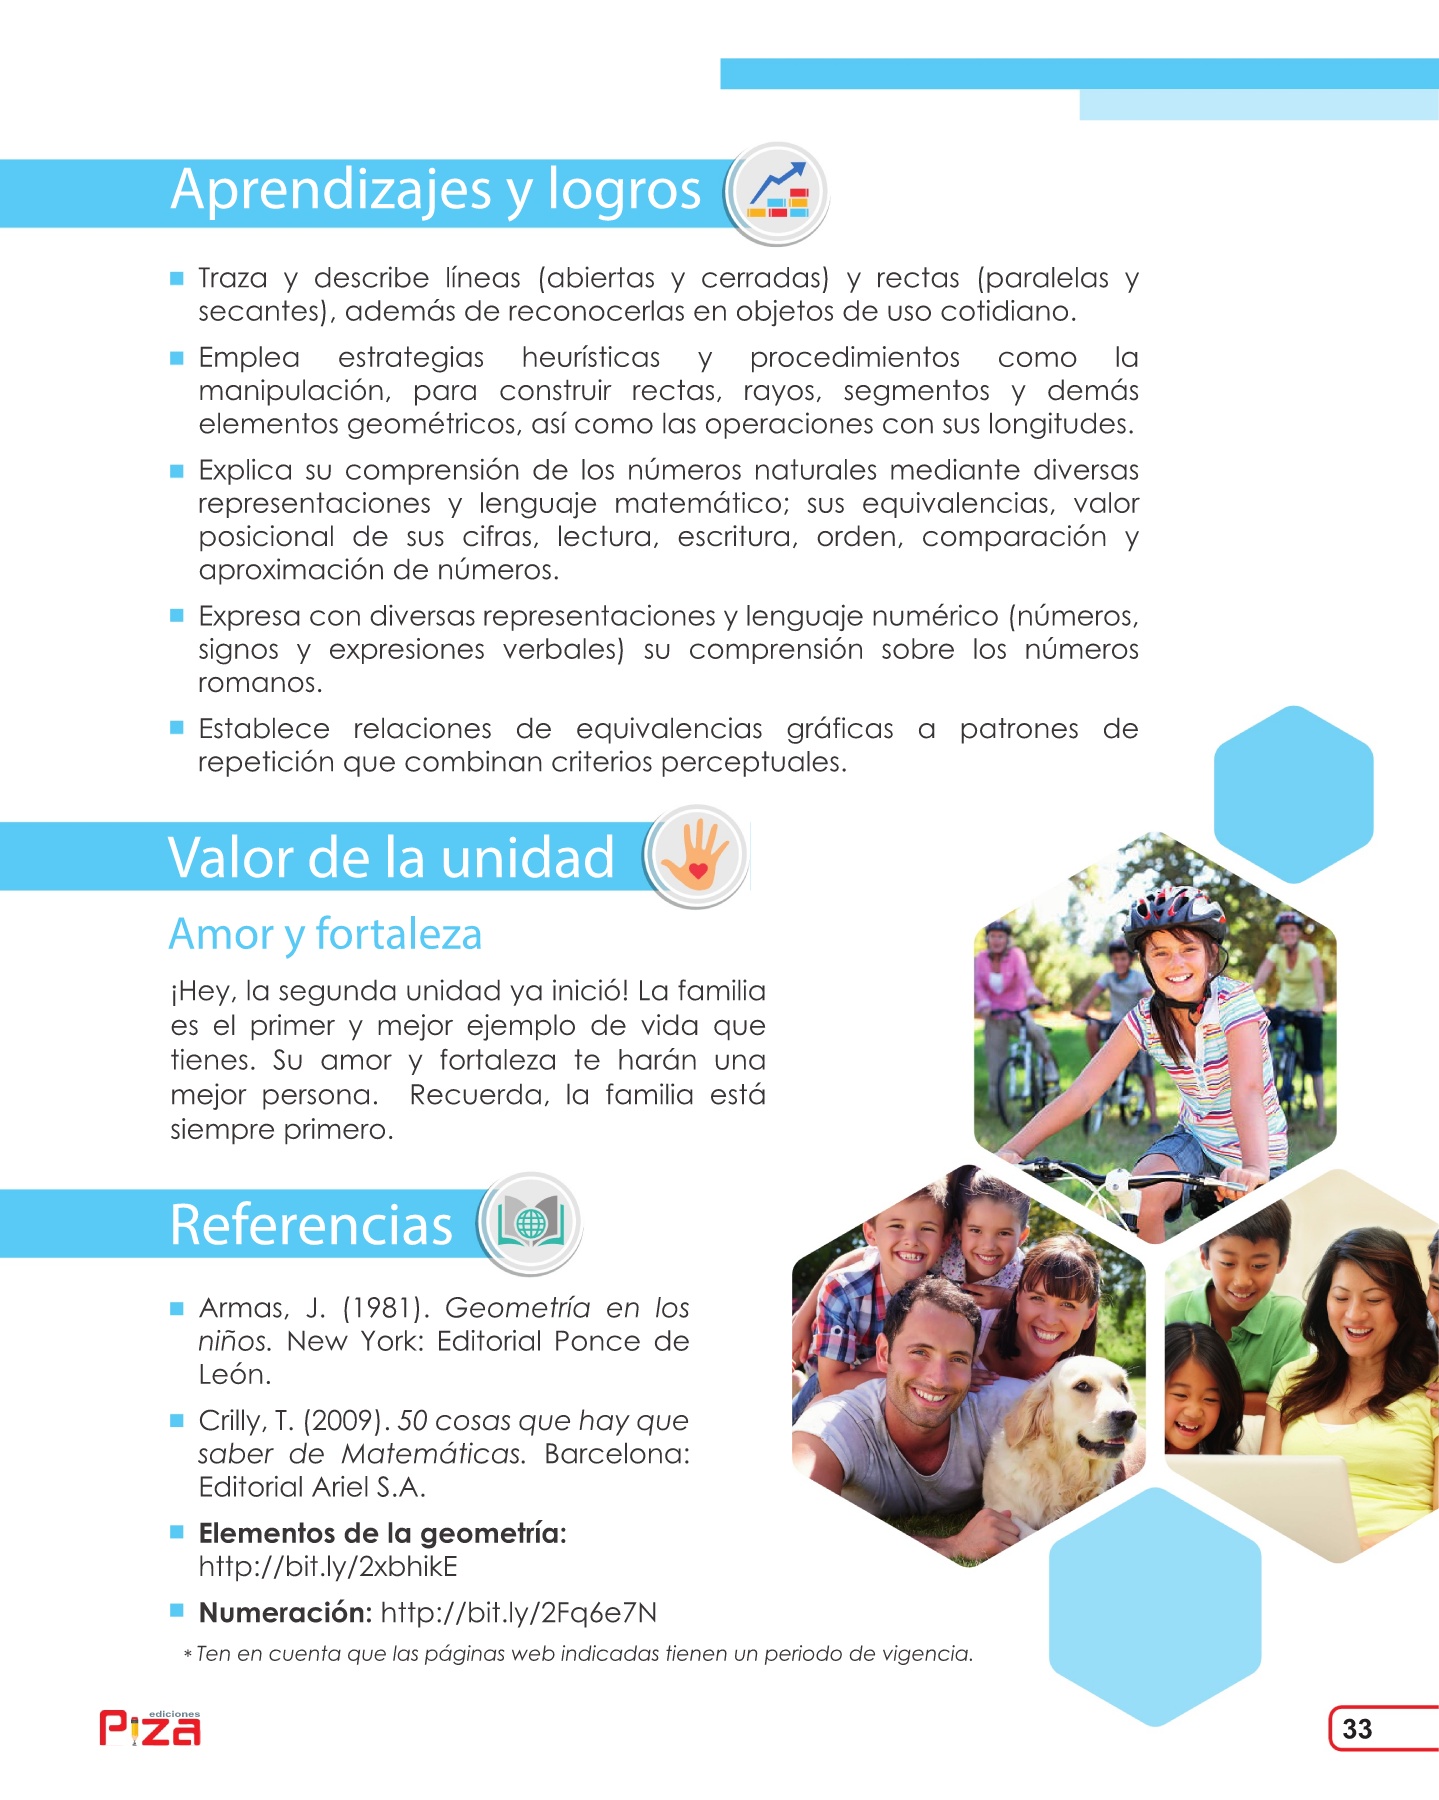 Aprendizajes y logros
Traza y describe líneas (abiertas y cerradas) y rectas (paralelas y
secantes), además de reconocerlas en objetos de uso cotidiano.
Emplea estrategias heurísticas y procedimientos como la
manipulación, para construir rectas, rayos, segmentos y demás
elementos geométricos, así como las operaciones con sus longitudes.
Explica su comprensión de los números naturales mediante diversas
representaciones y lenguaje matemático; sus equivalencias, valor
posicional de sus cifras, lectura, escritura, orden, comparación y
aproximación de números.
Expresa con diversas representaciones y lenguaje numérico (números,
signos y expresiones verbales) su comprensión sobre los números
romanos.
Establece relaciones de equivalencias gráficas a patrones de
repetición que combinan criterios perceptuales.
Valor de la unidad
Amor y fortaleza
¡Hey, la segunda unidad ya inició! La familia
es el primer y mejor ejemplo de vida que
tienes. Su amor y fortaleza te harán una
mejor persona. Recuerda, la familia está
siempre primero.
Referencias
Armas, J. (1981). Geometría en los
niños. New York: Editorial Ponce de
León.
Crilly, T. (2009). 50 cosas que hay que
saber de Matemáticas. Barcelona:
Editorial Ariel S.A.
Elementos de la geometría:
http://bit.ly/2xbhikE
Numeración: http://bit.ly/2Fq6e7N
* Ten en cuenta que las páginas web indicadas tienen un periodo de vigencia.
ediciones
Piza
33